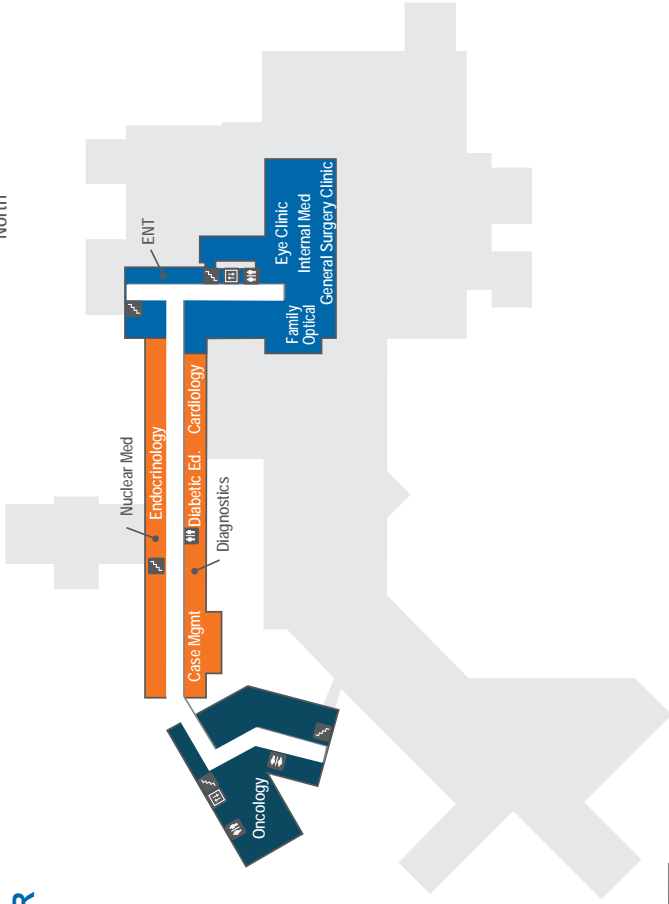 North
ENT
Eye Clinic
Internal Med
General Surgery Clinic
Family
Optical
Nuclear Med
Endocrinology
Cardiology
Diabetic Ed.
Diagnostics
Case Mgmt
Oncology
R